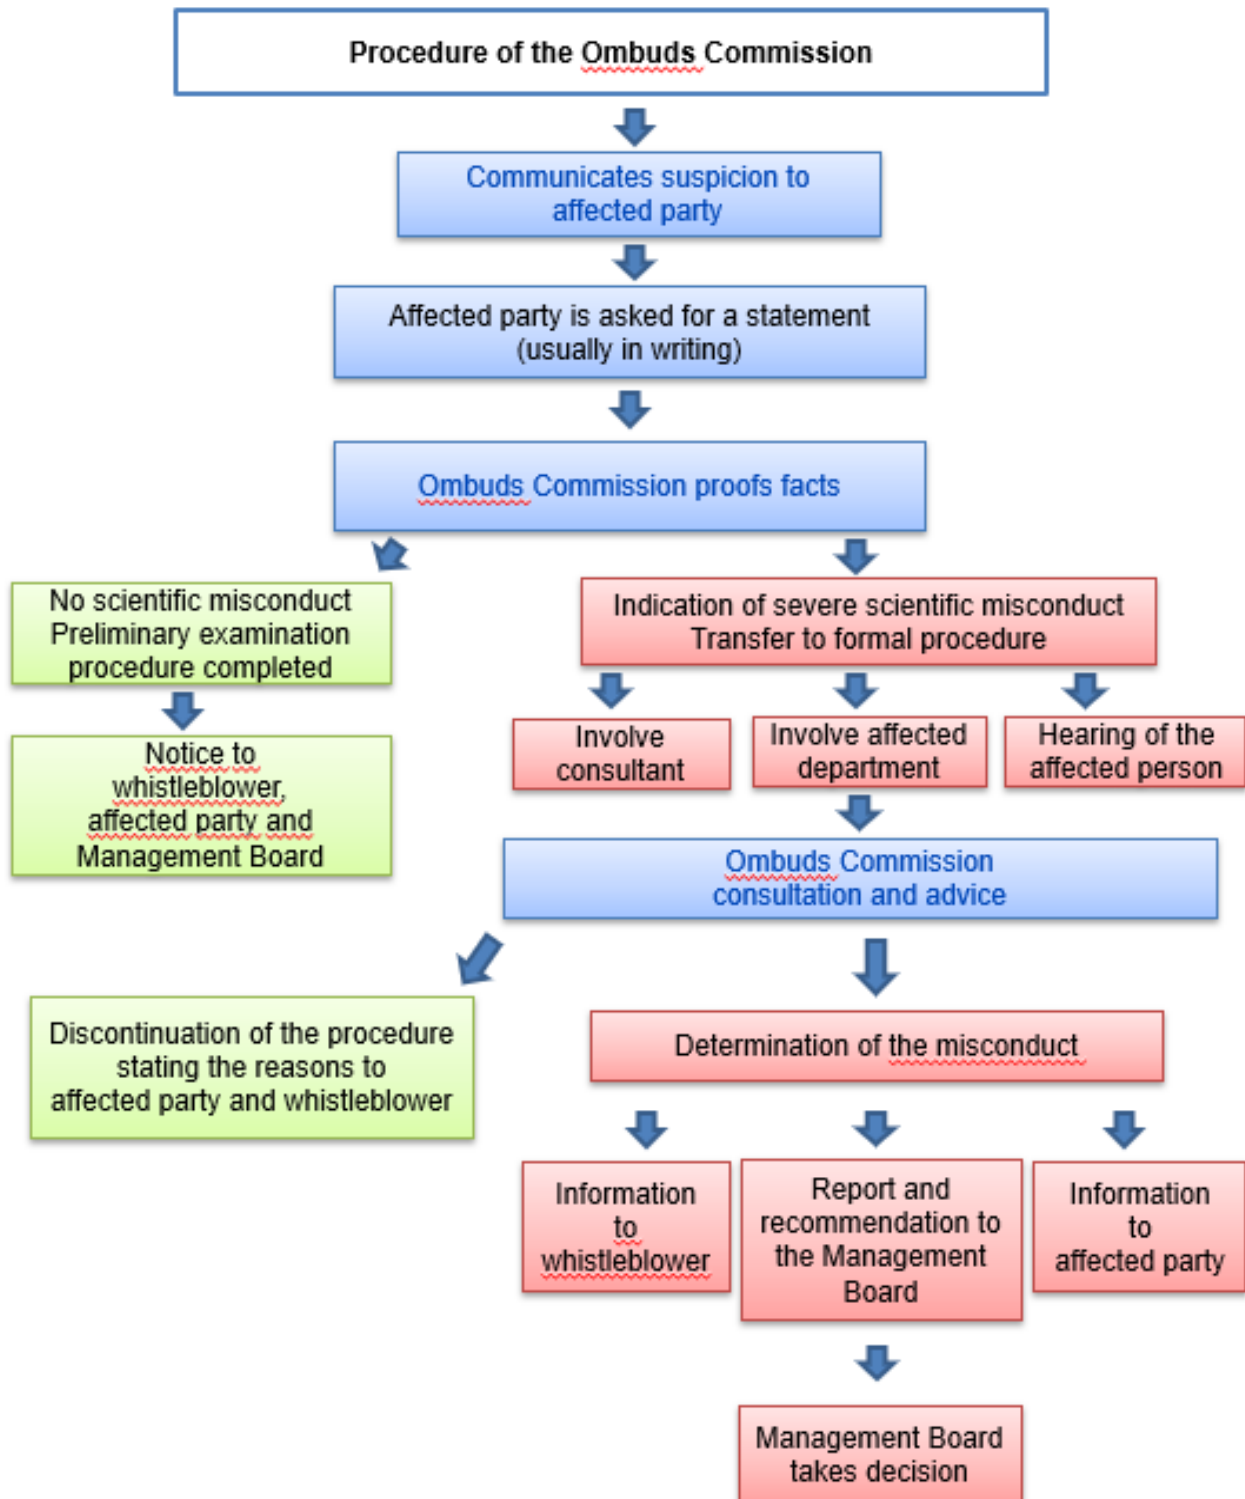 Procedure of the Ombuds Commission
Communicates suspicion to
affected party
Affected party is asked for a statement
(usually in writing)
Ombuds Commission proofs facts
No scientific misconduct
Preliminary examination
procedure completed
Indication of severe scientific misconduct
Transfer to formal procedure
Notice to
whistleblower,
affected party and
Management Board
Involve
consultant
Involve affected
department
Hearing of the
affected person
Ombuds Commission
consultation and advice
Discontinuation of the procedure
stating the reasons to
affected party and whistleblower
Determination of the misconduct
Information
to
whistleblower
Report and
recommendation to
the Management
Board
Information
to
affected party
Management Board
takes decision